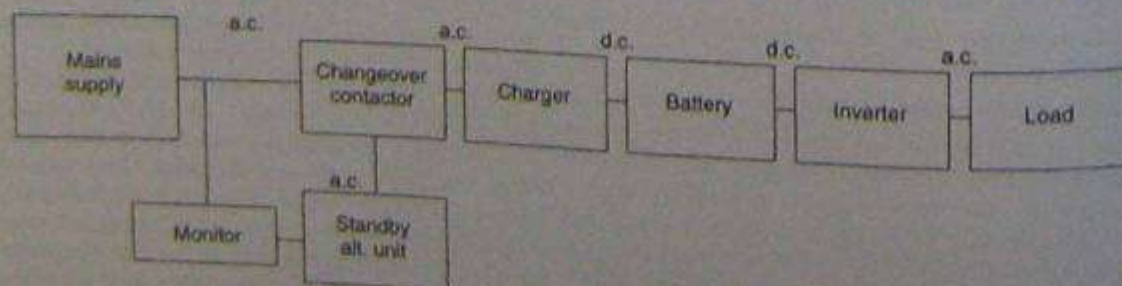 a.c.
a.c.
d.c.
d.c.
a.c.
Mains
supply
Changeover
contactor
Charger
Battery
Inverter
Load
a.c.
Monitor
Standby
alt. unit